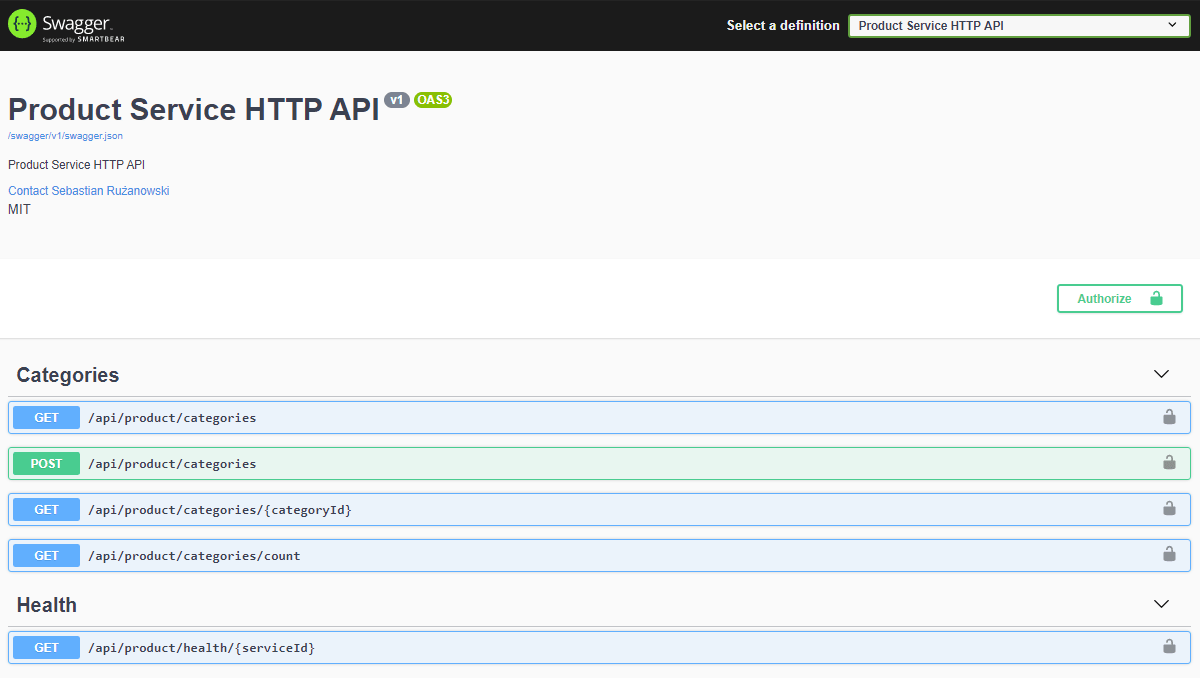 Swagger.
Supported by SMARTBEAR
Select a definition
Product Service HTTP API
Product Service HTTP API v1 OAS3
/swagger/v1/swagger.json
Product Service HTTP API
Contact Sebastian Rużanowski
MIT
Authorize
Categories
GET /api/product/categories
POST /api/product/categories
GET /api/product/categories/{categoryId}
GET /api/product/categories/count
Health
GET /api/product/health/{serviceId}